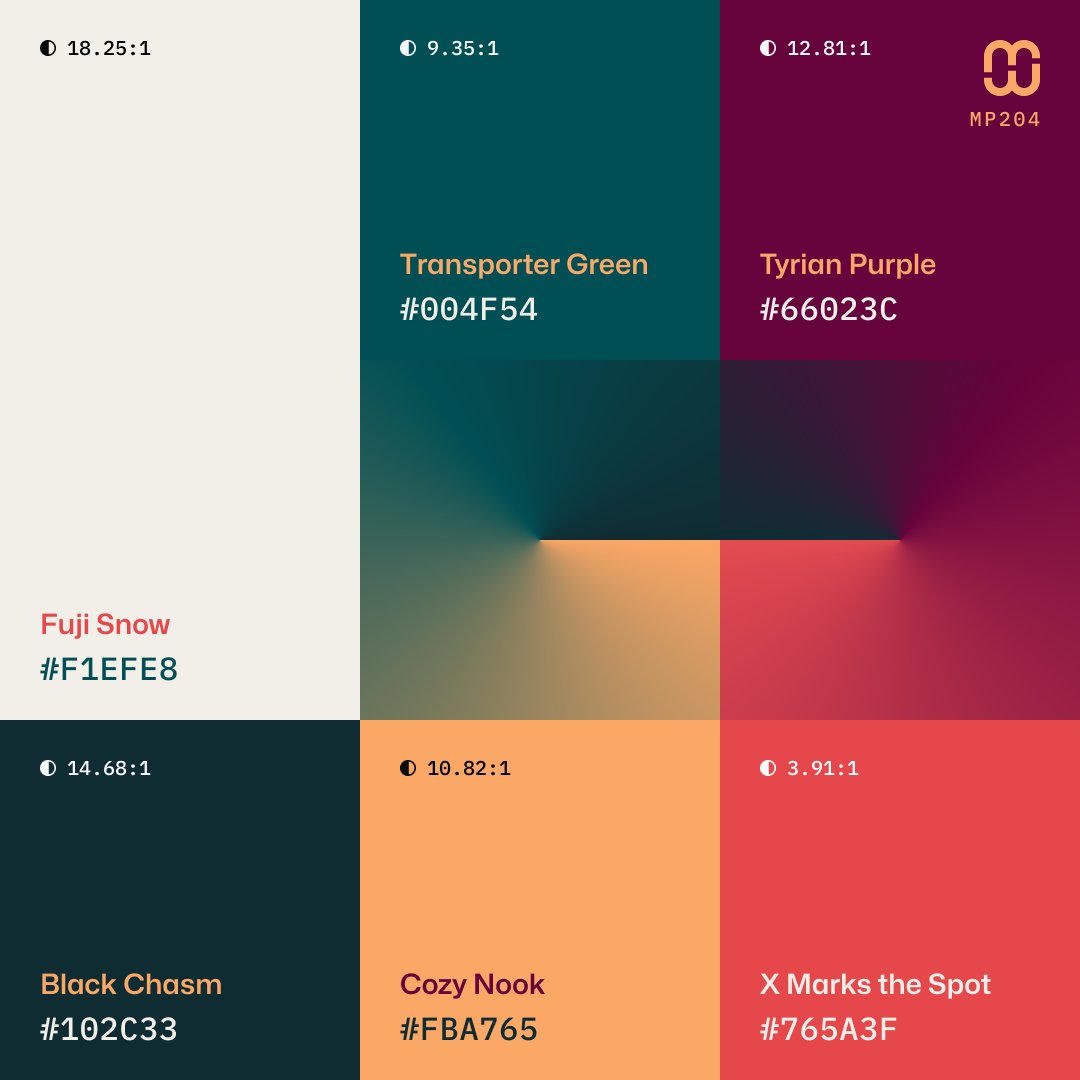 18.25:1
Fuji Snow
#F1EFE8
9.35:1
Transporter Green
#004F54
12.81:1
MP204
Tyrian Purple
#66023C
14.68:1
Black Chasm
#102C33
10.82:1
Cozy Nook
#FBA765
3.91:1
X Marks the Spot
#765A3F